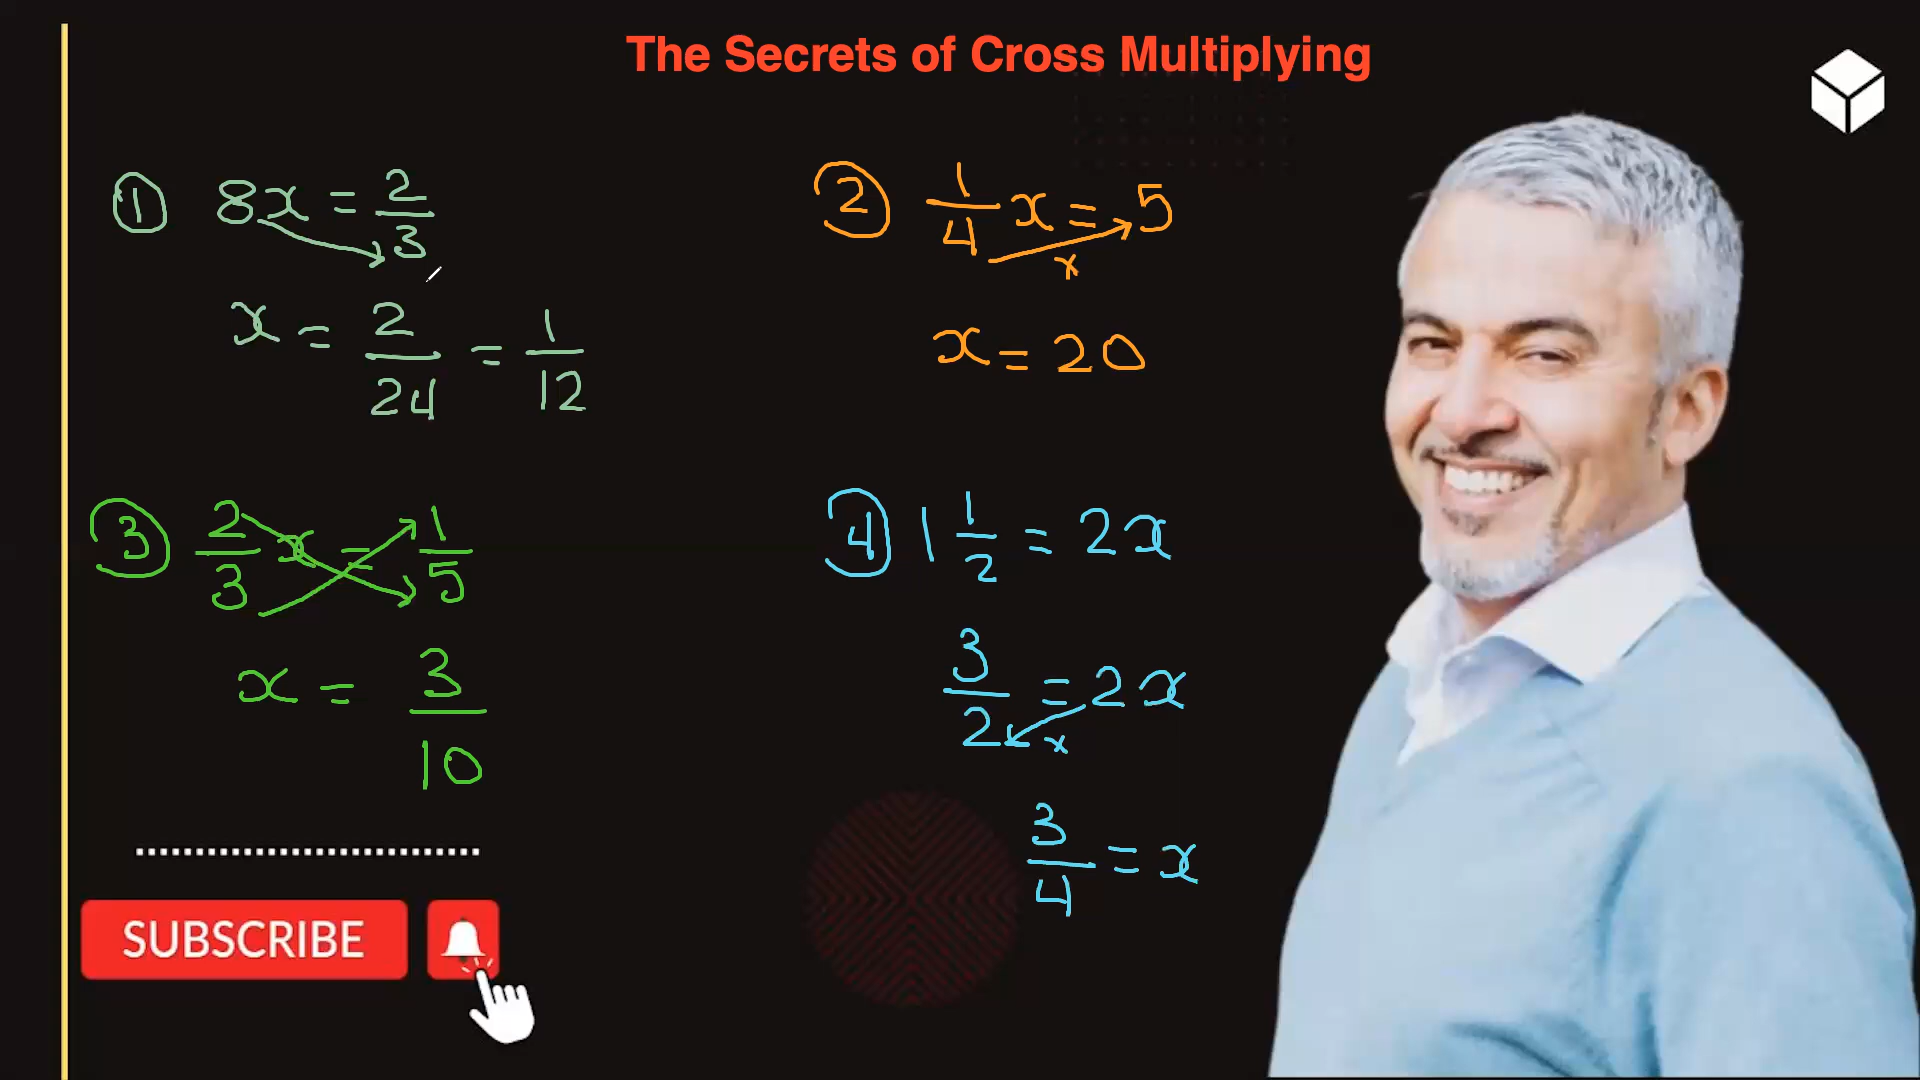 The Secrets of Cross Multiplying
① 8x = 2/3
x = 2/24 = 1/12
② 1/4 x = 5
x
x = 20
③ 2/3 x = 1/5
x = 3/10
④ 1 1/2 = 2x
3/2 = 2x
x
3/4 = x
SUBSCRIBE